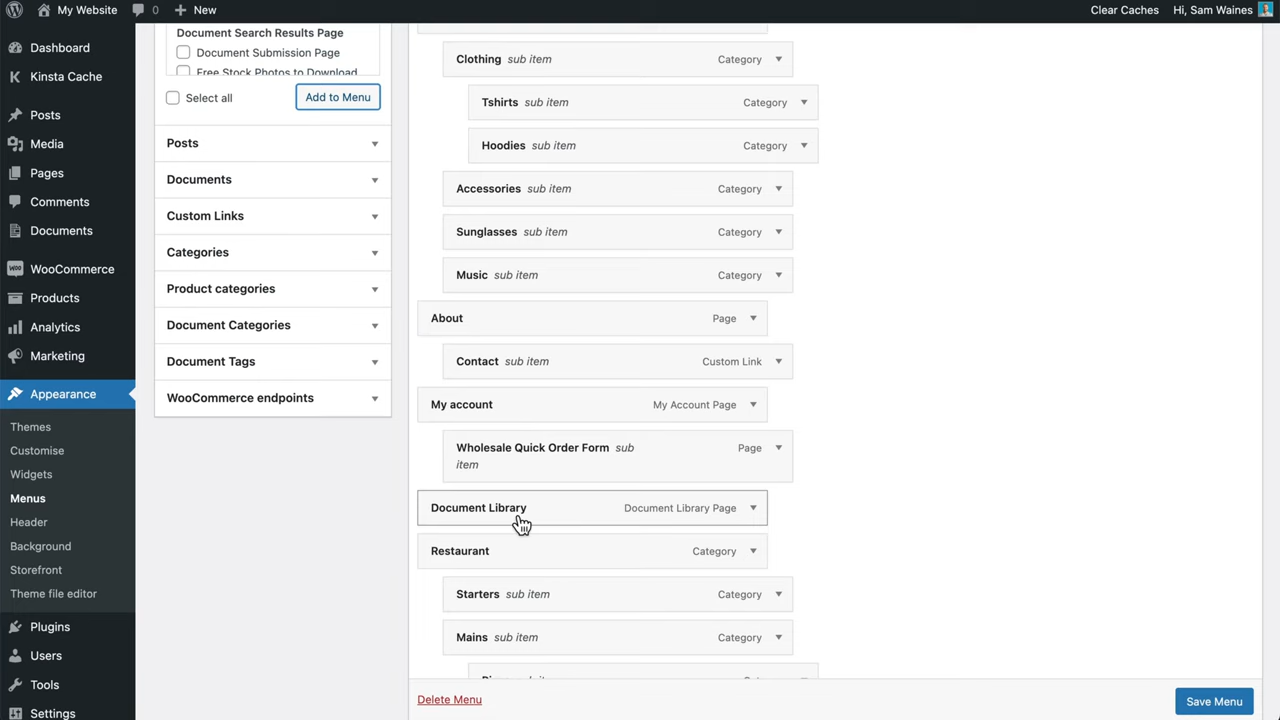 My Website 0 New Clear Caches Hi, Sam Waines
Dashboard
Kinsta Cache
Posts
Media
Pages
Comments
Documents
WooCommerce
Products
Analytics
Marketing
Appearance
Themes
Customise
Widgets
Menus
Header
Background
Storefront
Theme file editor
Plugins
Users
Tools
Settings
Document Search Results Page
Document Submission Page
Free Stock Photos to Download
Select all Add to Menu
Posts
Documents
Custom Links
Categories
Product categories
Document Categories
Document Tags
WooCommerce endpoints
Clothing sub item Category
Tshirts sub item Category
Hoodies sub item Category
Accessories sub item Category
Sunglasses sub item Category
Music sub item Category
About Page
Contact sub item Custom Link
My account My Account Page
Wholesale Quick Order Form sub Page
item
Document Library Document Library Page
Restaurant Category
Starters sub item Category
Mains sub item Category
Delete Menu Save Menu